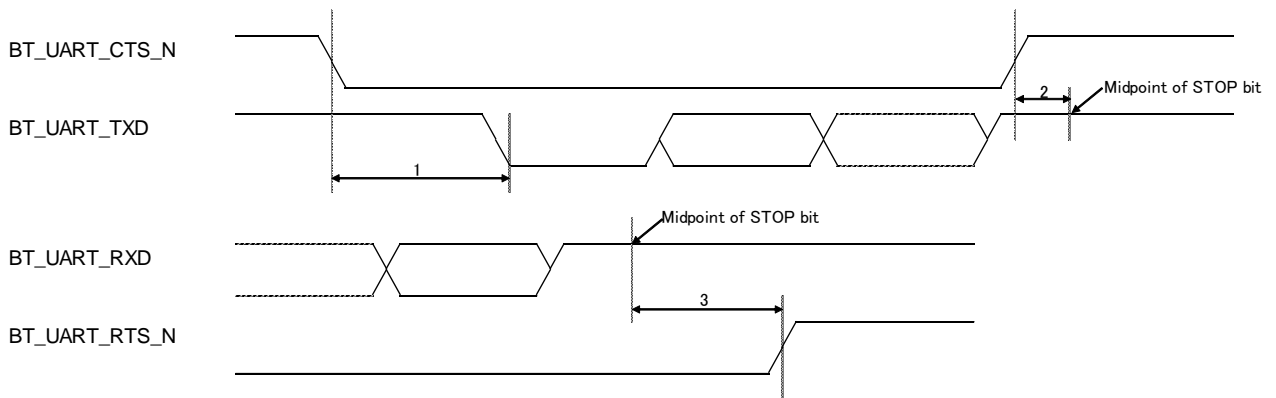 BT_UART_CTS_N
2
Midpoint of STOP bit
BT_UART_TXD
1
Midpoint of STOP bit
BT_UART_RXD
3
BT_UART_RTS_N